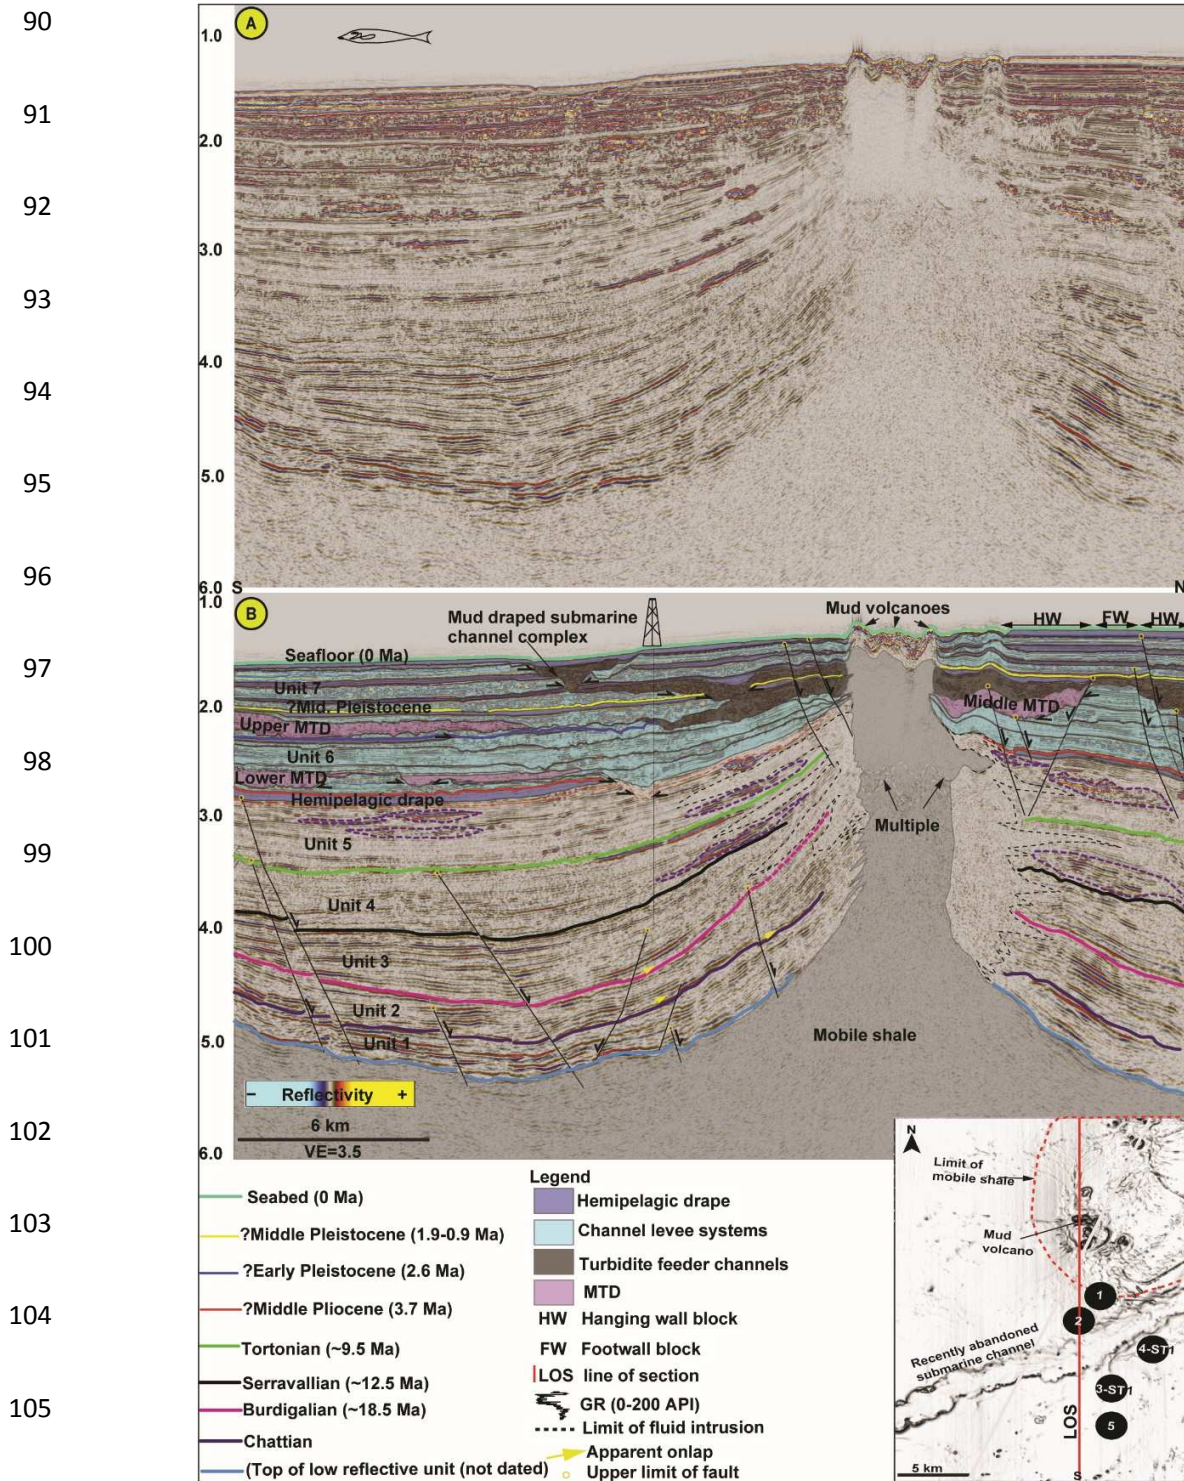 90
91
92
93
94
95
96
97
98
99
100
101
102
103
104
105
A
1.0
2.0
3.0
4.0
5.0
6.0
S
N
B
1.0
2.0
3.0
4.0
5.0
6.0
Mud draped submarine
channel complex
Mud volcanoes
HW
FW
HW
Seafloor (0 Ma)
Unit 7
?Mid. Pleistocene
Upper MTD
Middle MTD
Unit 6
Lower MTD
Hemipelagic drape
Unit 5
Multiple
Unit 4
Unit 3
Unit 2
Unit 1
Mobile shale
- Reflectivity +
6 km
VE=3.5
Seabed (0 Ma)
?Middle Pleistocene (1.9-0.9 Ma)
?Early Pleistocene (2.6 Ma)
?Middle Pliocene (3.7 Ma)
Tortonian (~9.5 Ma)
Serravallian (~12.5 Ma)
Burdigalian (~18.5 Ma)
Chattian
(Top of low reflective unit (not dated)
Legend
Hemipelagic drape
Channel levee systems
Turbidite feeder channels
MTD
HW Hanging wall block
FW Footwall block
LOS line of section
GR (0-200 API)
Limit of fluid intrusion
Apparent onlap
Upper limit of fault
N
Limit of
mobile shale
Mud
volcano
1
2
4-ST1
Recently abandoned
submarine channel
3-ST1
5
LOS
5 km
S